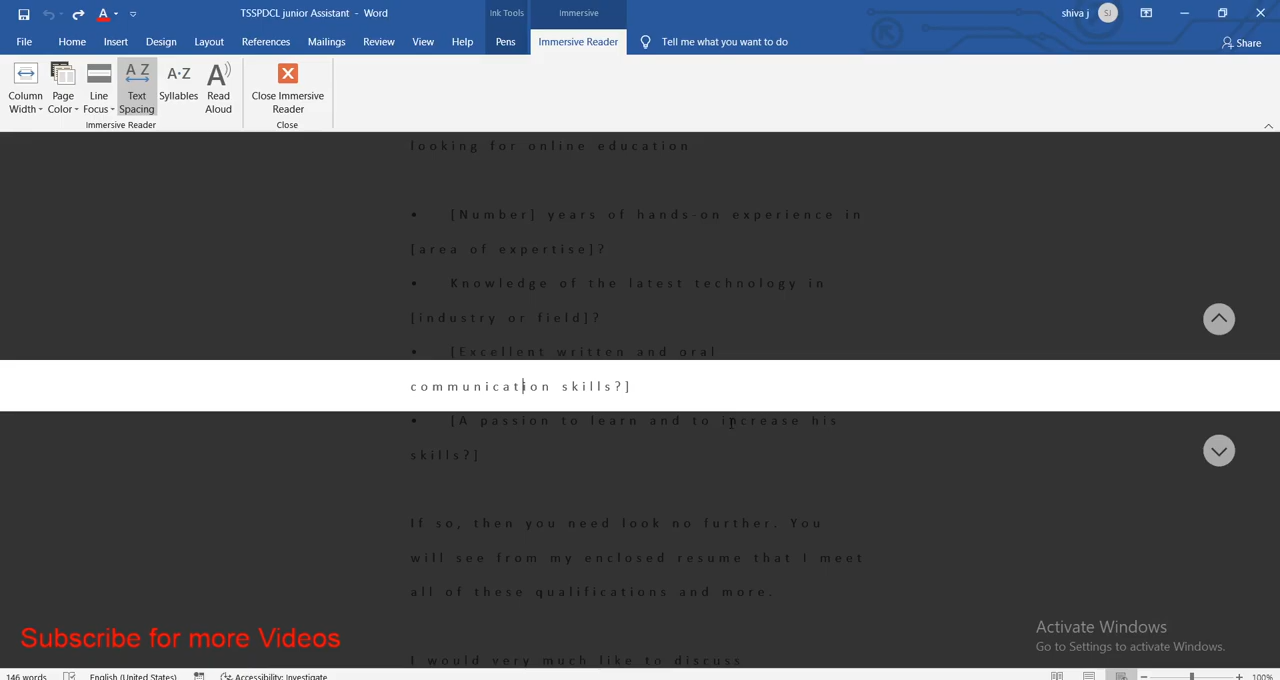 TSSPDCL junior Assistant - Word
Ink Tools
Immersive
shiva j
SJ
File
Home
Insert
Design
Layout
References
Mailings
Review
View
Help
Pens
Immersive Reader
Tell me what you want to do
Share
Column Width
Page Color
Line Focus
Text Spacing
Syllables
Read Aloud
Close Immersive Reader
Immersive Reader
Close
looking for online education
• [Number] years of hands-on experience in
[area of expertise]?
• Knowledge of the latest technology in
[industry or field]?
• [Excellent written and oral
communication skills?]
• [A passion to learn and to increase his
skills?]
If so, then you need look no further. You
will see from my enclosed resume that I meet
all of these qualifications and more.
I would very much like to discuss
Subscribe for more Videos
Activate Windows
Go to Settings to activate Windows.
146 words
English (United States)
Accessibility: Investigate
100%